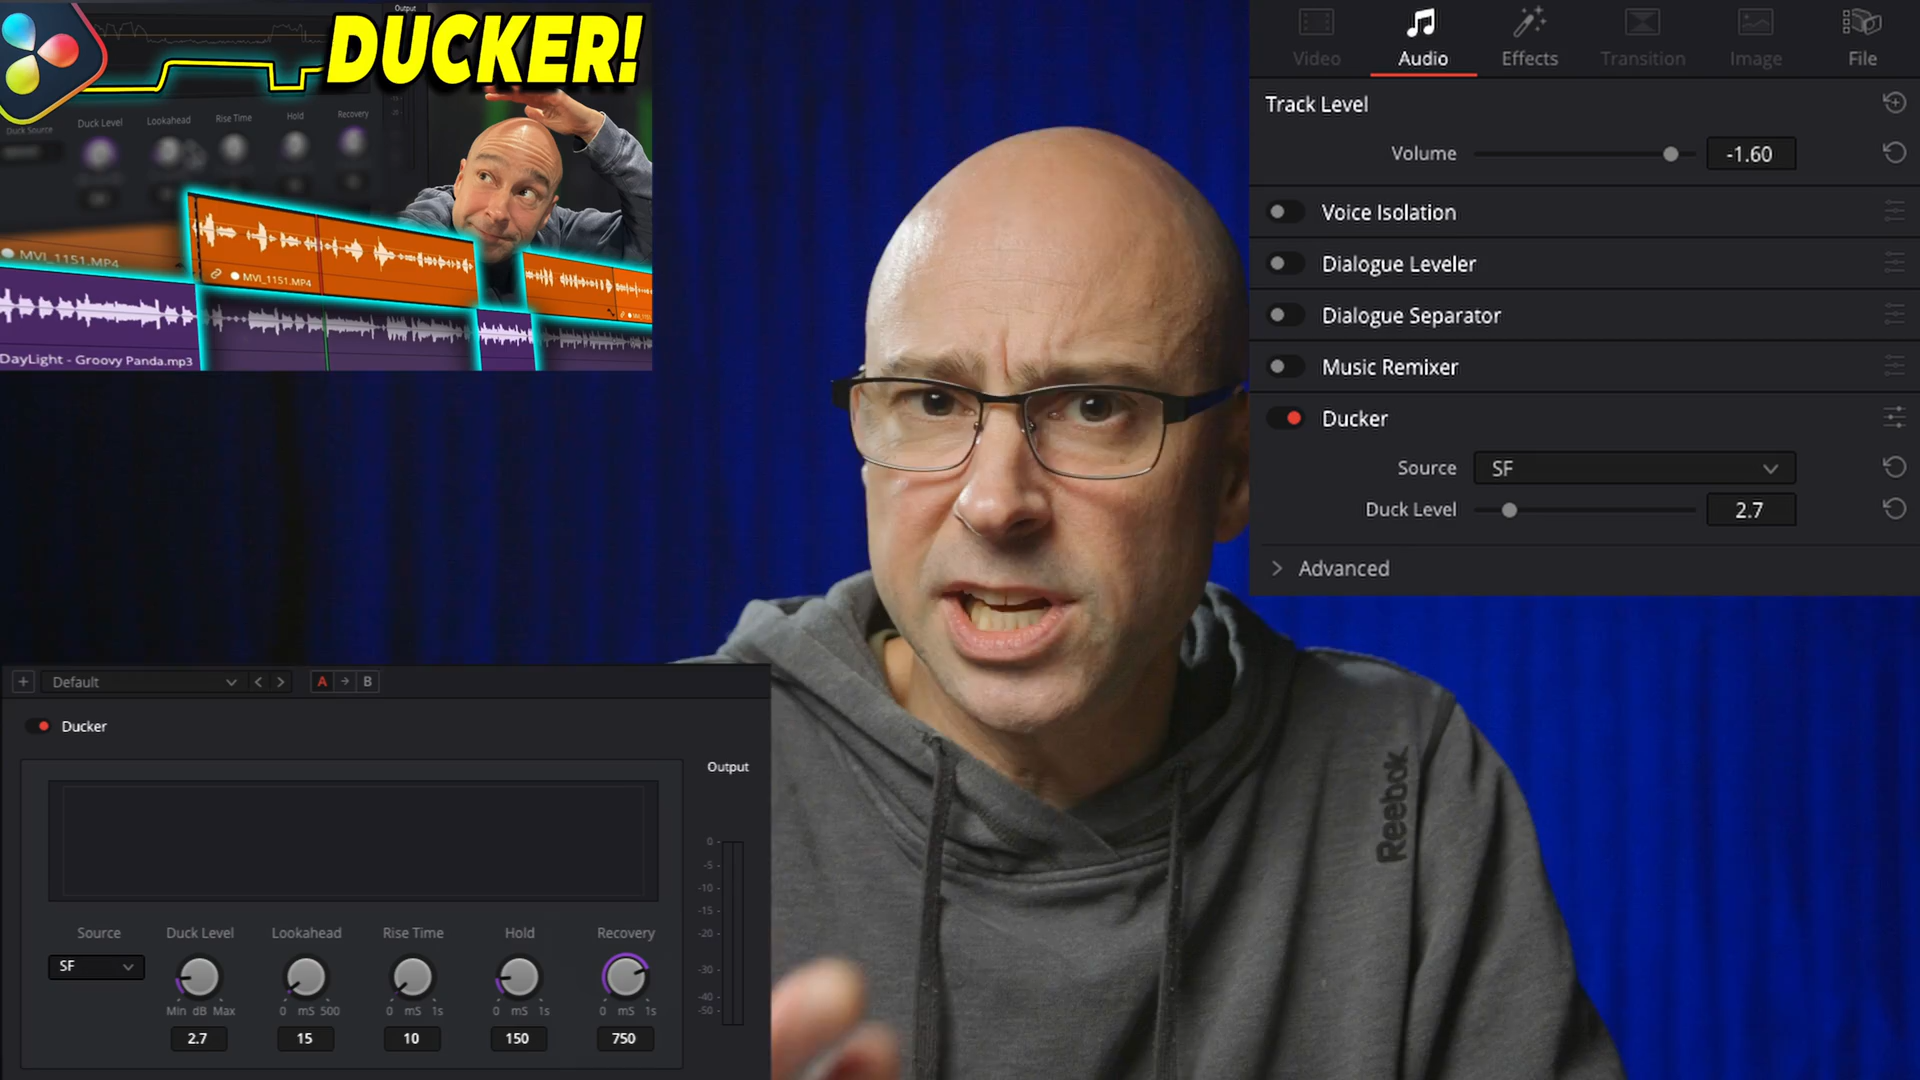 Output
DUCKER!
Duck Source
Duck Level
Lookahead
Rise Time
Hold
Recovery
MVI_1151.MP4
MVI_1151.MP4
DayLight - Groovy Panda.mp3
Video
Audio
Effects
Transition
Image
File
Track Level
Volume
-1.60
Voice Isolation
Dialogue Leveler
Dialogue Separator
Music Remixer
Ducker
Source
SF
Duck Level
2.7
Advanced
Reebok
+ Default < > A → B
Ducker
Output
0
-5
-10
-15
-20
-30
-40
-50
Source
Duck Level
Lookahead
Rise Time
Hold
Recovery
SF
Min dB Max
0 mS 500
0 mS 1s
0 mS 1s
0 mS 1s
2.7
15
10
150
750